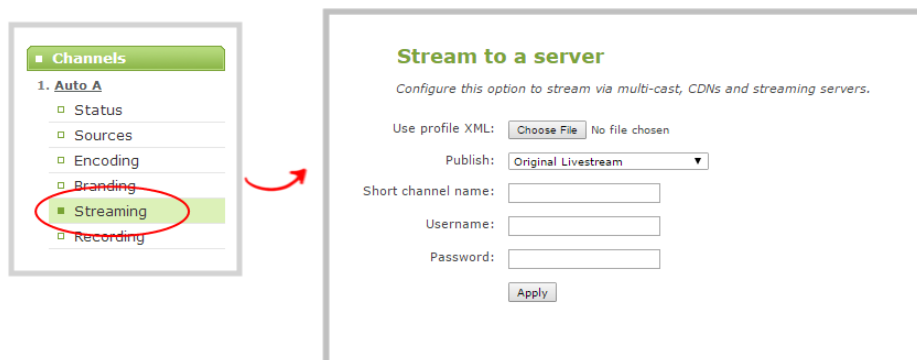 Channels
1. Auto A
Status
Sources
Encoding
Branding
Streaming
Recording
Stream to a server
Configure this option to stream via multi-cast, CDNs and streaming servers.
Use profile XML: Choose File No file chosen
Publish: Original Livestream
Short channel name:
Username:
Password:
Apply